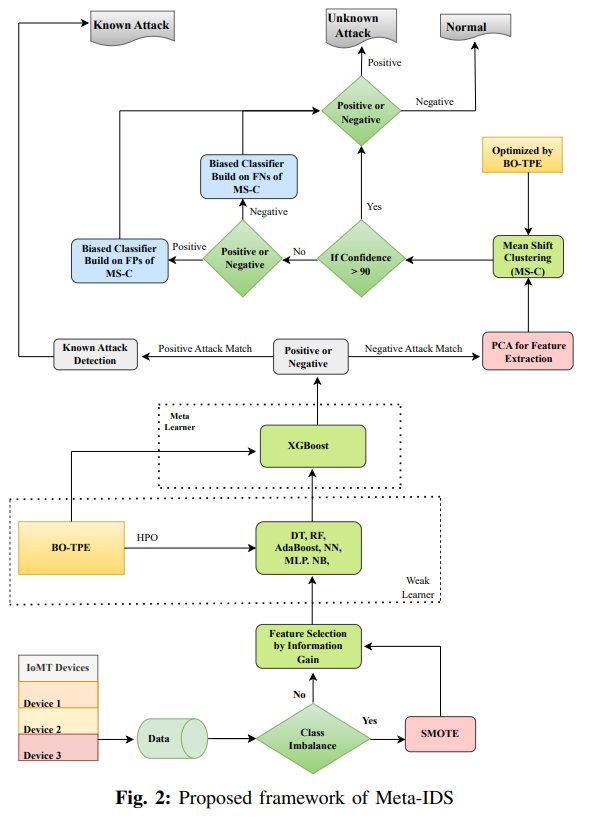 Known Attack
Unknown
Attack
Normal
Positive
Positive or
Negative
Negative
Optimized by
BO-TPE
Biased Classifier
Build on FNs of
MS-C
Negative
Yes
Biased Classifier
Build on FPs of
MS-C
Positive
Positive or
Negative
No
If Confidence
> 90
Mean Shift
Clustering
(MS-C)
Known Attack
Detection
Positive Attack Match
Positive or
Negative
Negative Attack Match
PCA for Feature
Extraction
Meta
Learner
XGBoost
BO-TPE
HPO
DT, RF,
AdaBoost, NN,
MLP. NB,
Weak
Learner
Feature Selection
by Information
Gain
IoMT Devices
Device 1
Device 2
Device 3
Data
No
Class
Imbalance
Yes
SMOTE
Fig. 2: Proposed framework of Meta-IDS